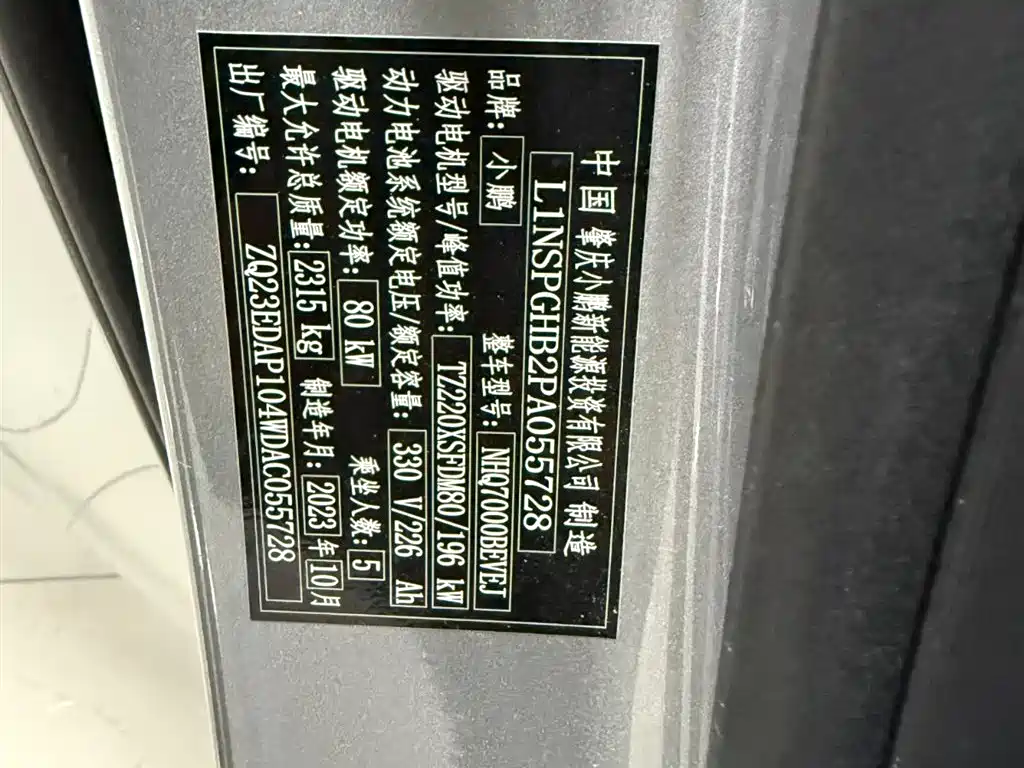 中国 肇庆小鹏新能源投资有限公司 制造
L1NSPGHB2PA055728
品牌: 小鹏 整车型号: NHQ7000BEVEJ
驱动电机型号/峰值功率: TZ220XSFDM80/196 kW
动力电池系统额定电压/额定容量: 330 V/226 Ah
驱动电机额定功率: 80 kW 乘坐人数: 5
最大允许总质量: 2315 kg 制造年月: 2023 年 10 月
出厂编号: ZQ23EDAP104WDAC055728